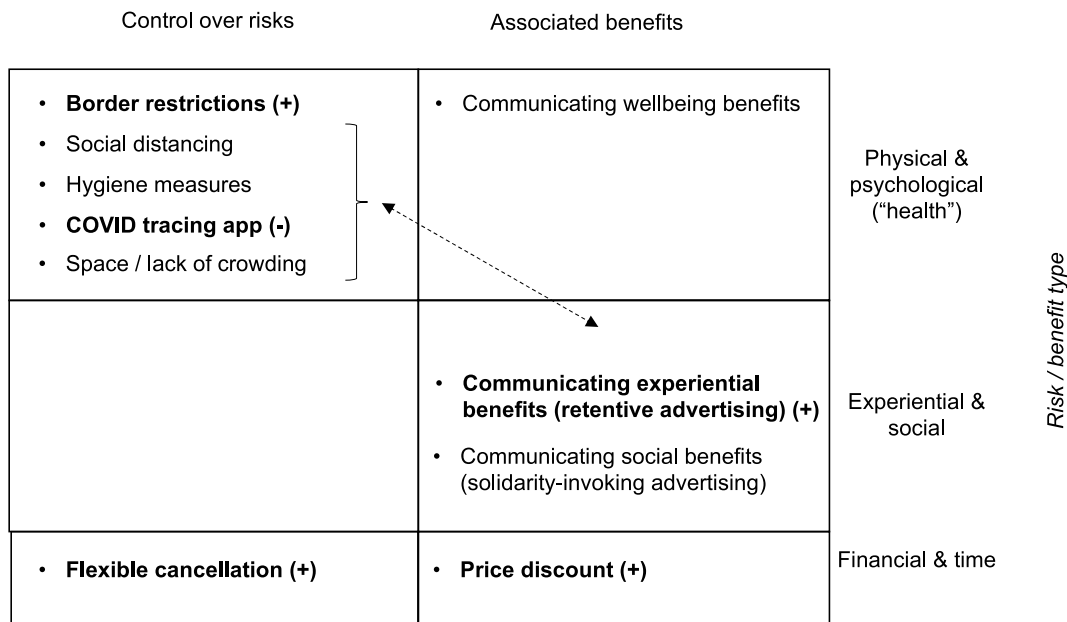 Control over risks
Associated benefits
• Border restrictions (+)
• Social distancing
• Hygiene measures
• COVID tracing app (-)
• Space / lack of crowding
• Communicating wellbeing benefits
Physical &
psychological
(“health”)
• Communicating experiential
benefits (retentive advertising) (+)
• Communicating social benefits
(solidarity-invoking advertising)
Experiential &
social
• Flexible cancellation (+)
• Price discount (+)
Financial & time
Risk / benefit type